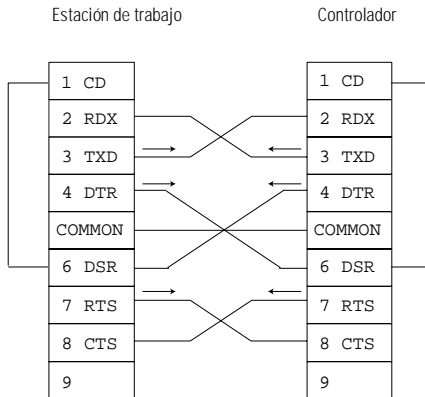 Estación de trabajo
Controlador
1 CD
2 RDX
3 TXD
4 DTR
COMMON
6 DSR
7 RTS
8 CTS
9
1 CD
2 RDX
3 TXD
4 DTR
COMMON
6 DSR
7 RTS
8 CTS
9